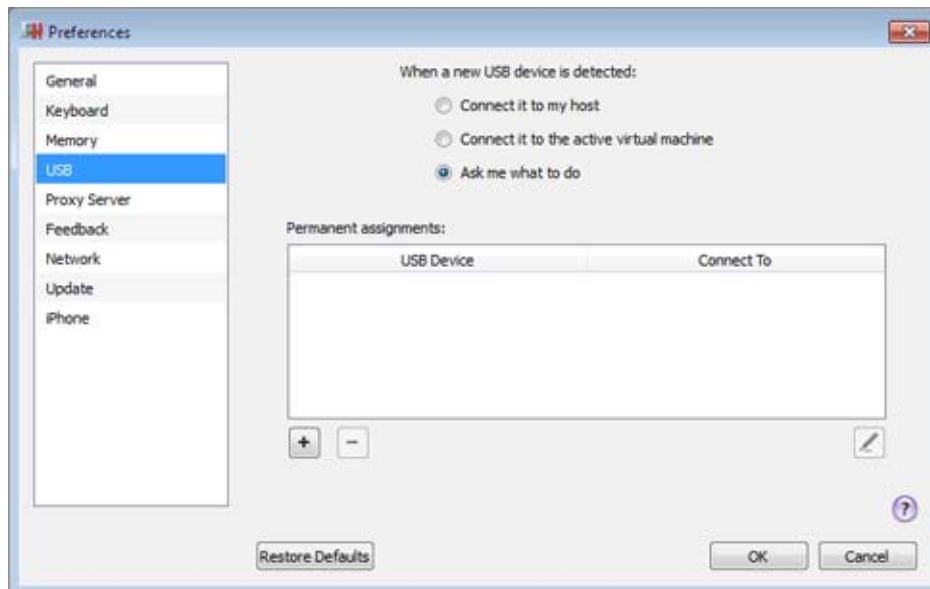 Preferences
General
Keyboard
Memory
USB
Proxy Server
Feedback
Network
Update
iPhone
When a new USB device is detected:
Connect it to my host
Connect it to the active virtual machine
Ask me what to do
Permanent assignments:
USB Device Connect To
+ −
?
Restore Defaults OK Cancel